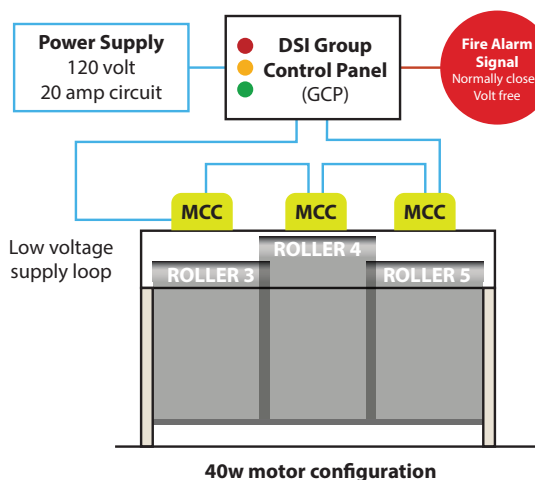 Power Supply
120 volt
20 amp circuit
DSI Group
Control Panel
(GCP)
Fire Alarm
Signal
Normally close
Volt free
MCC
MCC
MCC
Low voltage
supply loop
ROLLER 3
ROLLER 4
ROLLER 5
40w motor configuration